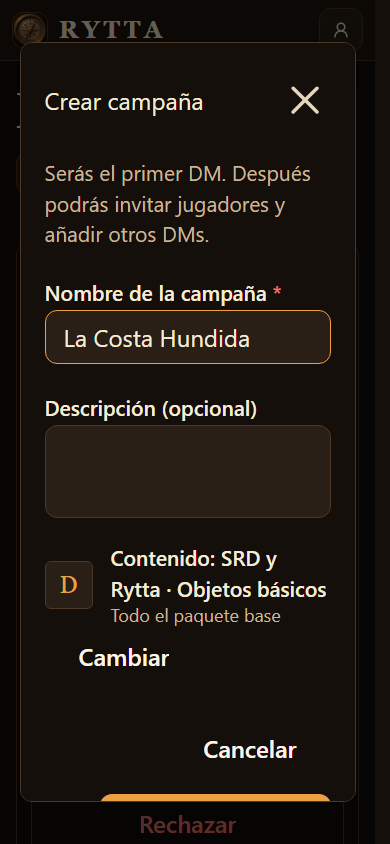 RYTTA
Crear campaña
Serás el primer DM. Después
podrás invitar jugadores y
añadir otros DMs.
Nombre de la campaña *
La Costa Hundida
Descripción (opcional)
D
Contenido: SRD y
Rytta · Objetos básicos
Todo el paquete base
Cambiar
Cancelar
Rechazar